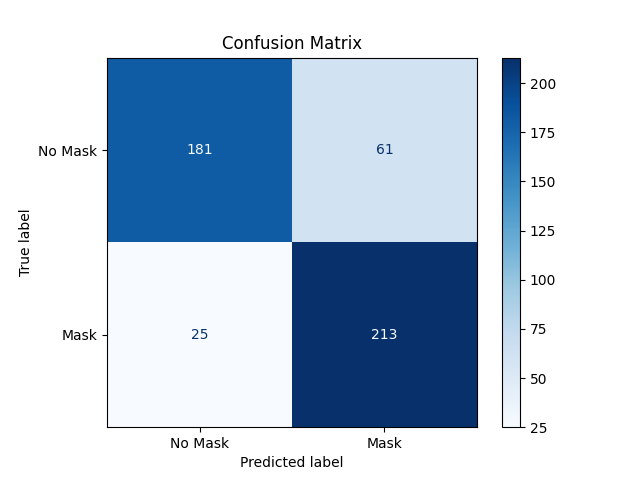 Confusion Matrix
True label
No Mask
181
61
Mask
25
213
No Mask
Mask
Predicted label
200
175
150
125
100
75
50
25